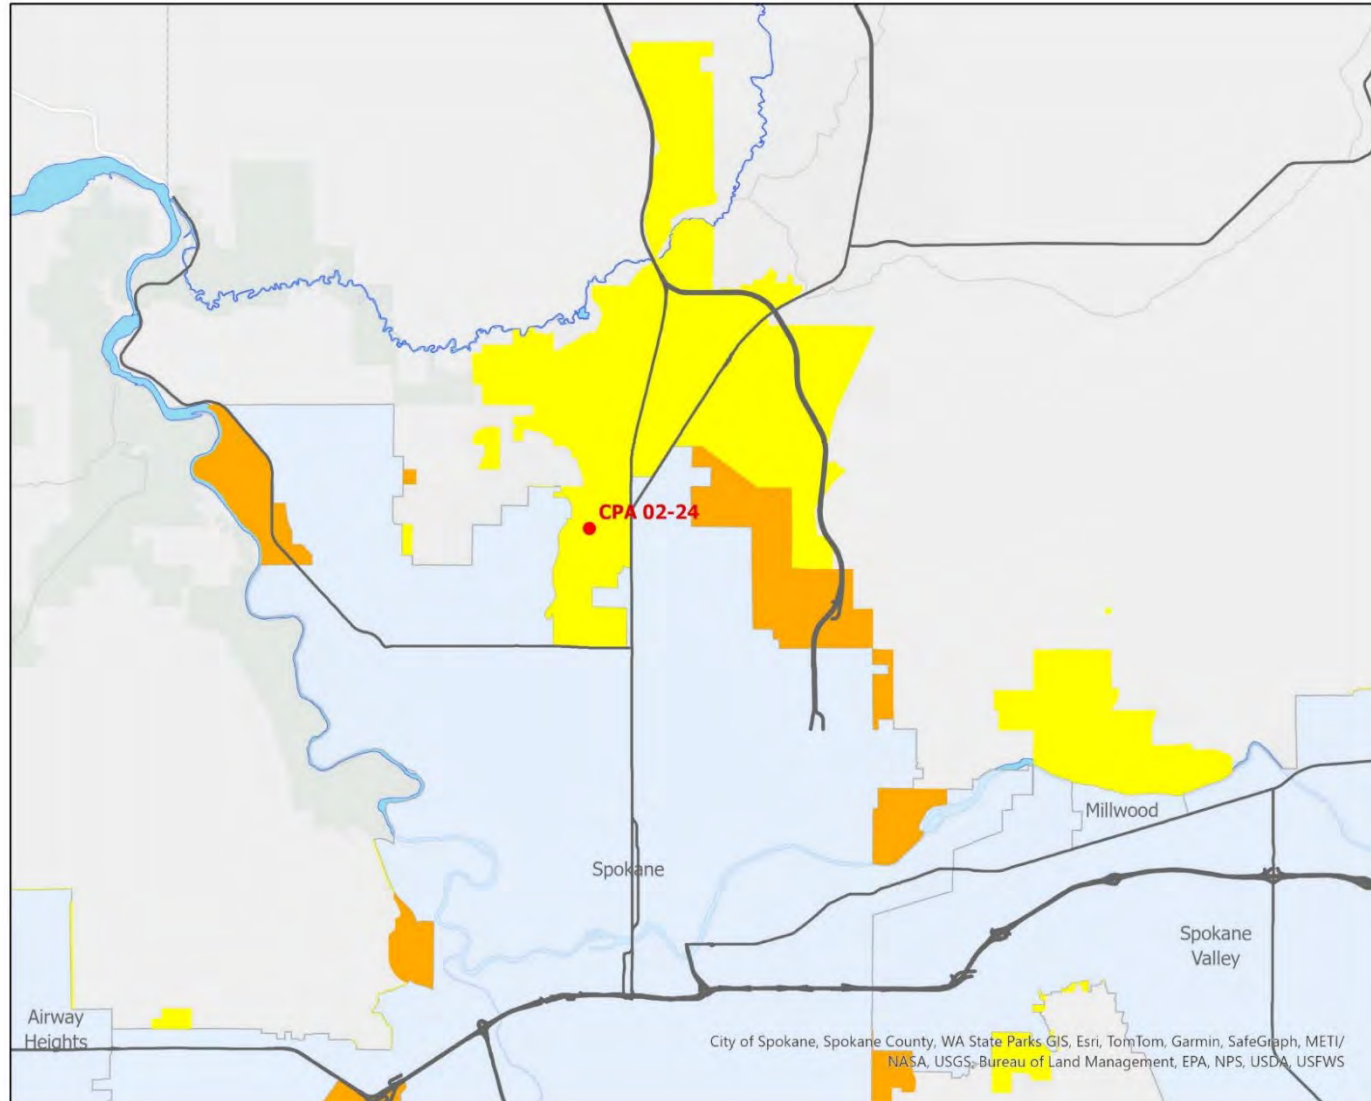 CPA 02-24
Millwood
Spokane
Spokane
Valley
Airway
Heights
City of Spokane, Spokane County, WA State Parks GIS, Esri, TomTom, Garmin, SafeGraph, METI/
NASA, USGS, Bureau of Land Management, EPA, NPS, USDA, USFWS